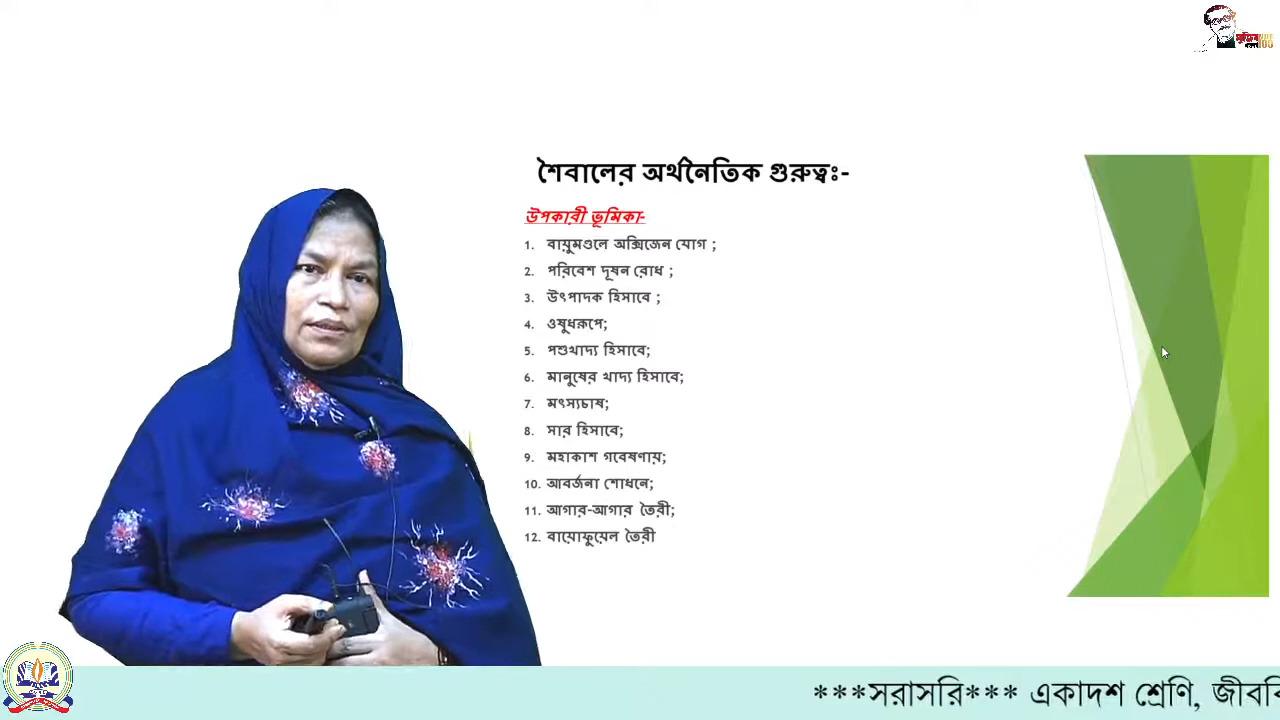 শৈবালের অর্থনৈতিক গুরুত্বঃ-
উপকারী ভূমিকা-
1. বায়ুমণ্ডলে অক্সিজেন যোগ ;
2. পরিবেশ দূষন রোধ ;
3. উৎপাদক হিসাবে ;
4. ওষুধরূপে;
5. পশুখাদ্য হিসাবে;
6. মানুষের খাদ্য হিসাবে;
7. মৎস্যচাষ;
8. সার হিসাবে;
9. মহাকাশ গবেষণায়;
10. আবর্জনা শোধনে;
11. আগার-আগার তৈরী;
12. বায়োফুয়েল তৈরী
***সরাসরি*** একাদশ শ্রেণি, জীববি